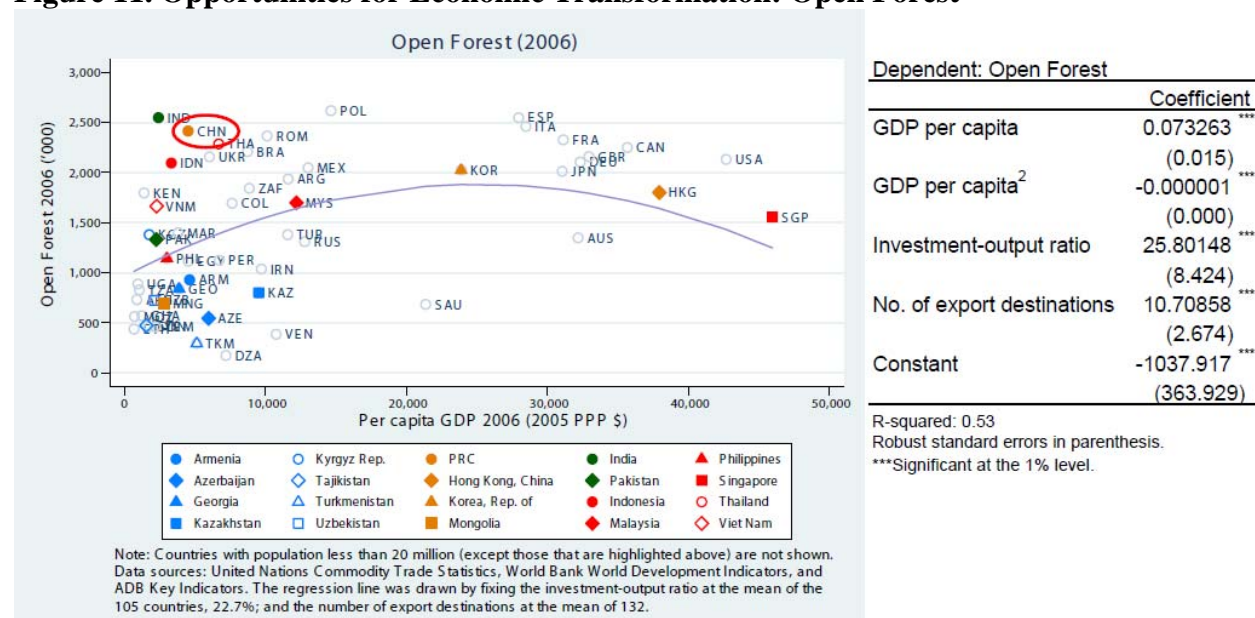 Figure 11: Opportunities for Economic Transformation: Open Forest
Open Forest (2006)
Open Forest 2006 ('000)
3,000
2,500
2,000
1,500
1,000
500
0
IND
CHN
THA
POL
ROM
UKR
BRA
IDN
MEX
ARG
KEN
VNM
ZAF
COL
MYS
MAR
PAK
TUR
RUS
PHL
EGY
PER
IRN
UGA
TZA
ARM
GEO
KAZ
UZB
MNG
GHA
AZE
TKM
VEN
DZA
SAU
KOR
ESP
ITA
FRA
CAN
GBR
DEU
JPN
USA
HKG
SGP
AUS
0
10,000
20,000
30,000
40,000
50,000
Per capita GDP 2006 (2005 PPP $)
Armenia Kyrgyz Rep. PRC India Philippines
Azerbaijan Tajikistan Hong Kong, China Pakistan Singapore
Georgia Turkmenistan Korea, Rep. of Indonesia Thailand
Kazakhstan Uzbekistan Mongolia Malaysia Viet Nam
Note: Countries with population less than 20 million (except those that are highlighted above) are not shown.
Data sources: United Nations Commodity Trade Statistics, World Bank World Development Indicators, and
ADB Key Indicators. The regression line was drawn by fixing the investment-output ratio at the mean of the
105 countries, 22.7%; and the number of export destinations at the mean of 132.
Dependent: Open Forest
Coefficient
GDP per capita 0.073263 ***
(0.015)
GDP per capita² -0.000001 ***
(0.000)
Investment-output ratio 25.80148 ***
(8.424)
No. of export destinations 10.70858 ***
(2.674)
Constant -1037.917 ***
(363.929)
R-squared: 0.53
Robust standard errors in parenthesis.
***Significant at the 1% level.